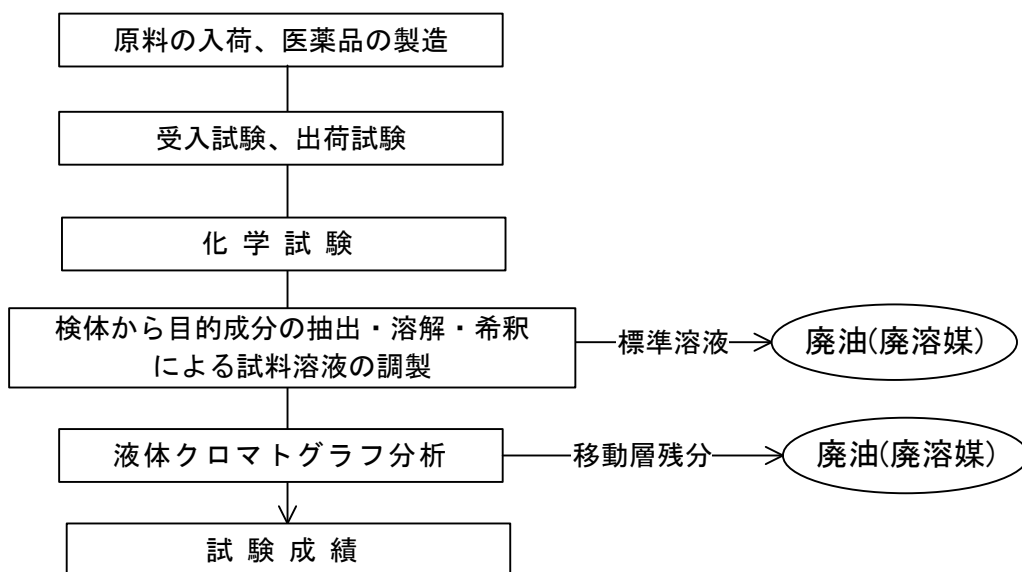 原料の入荷、医薬品の製造
受入試験、出荷試験
化 学 試 験
検体から目的成分の抽出・溶解・希釈
による試料溶液の調製
標準溶液
廃油(廃溶媒)
液体クロマトグラフ分析
移動層残分
廃油(廃溶媒)
試 験 成 績